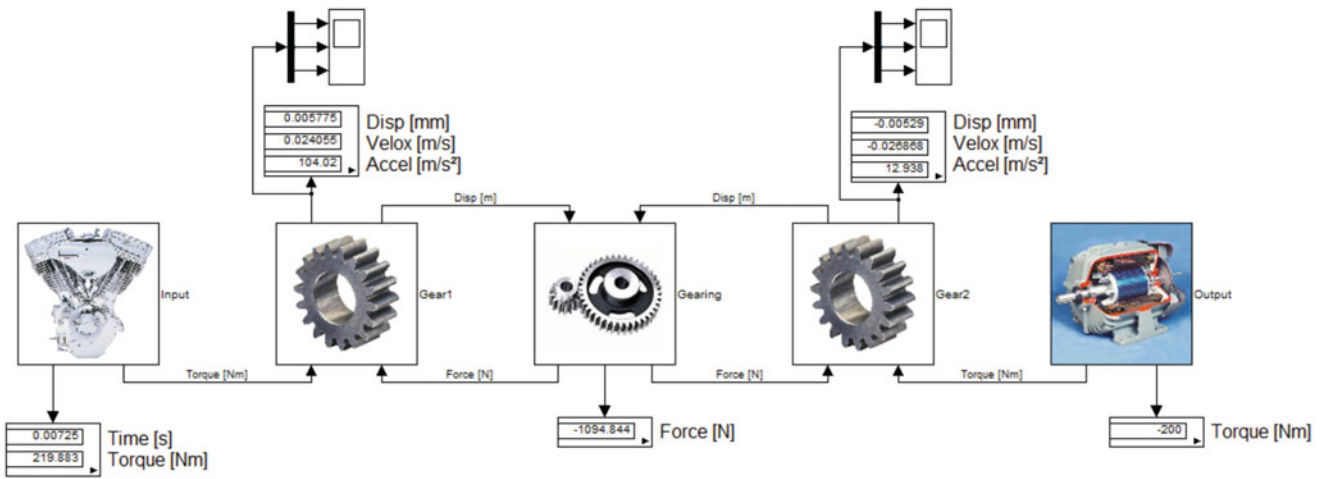 0.005775
0.024055
104.02
Disp [mm]
Velox [m/s]
Accel [m/s²]
-0.00529
-0.026868
12.938
Disp [mm]
Velox [m/s]
Accel [m/s²]
Disp [m]
Disp [m]
Input
Gear1
Gearing
Gear2
Output
Torque [Nm]
Force [N]
Force [N]
Torque [Nm]
0.00725
219.883
Time [s]
Torque [Nm]
-1094.844
Force [N]
-200
Torque [Nm]